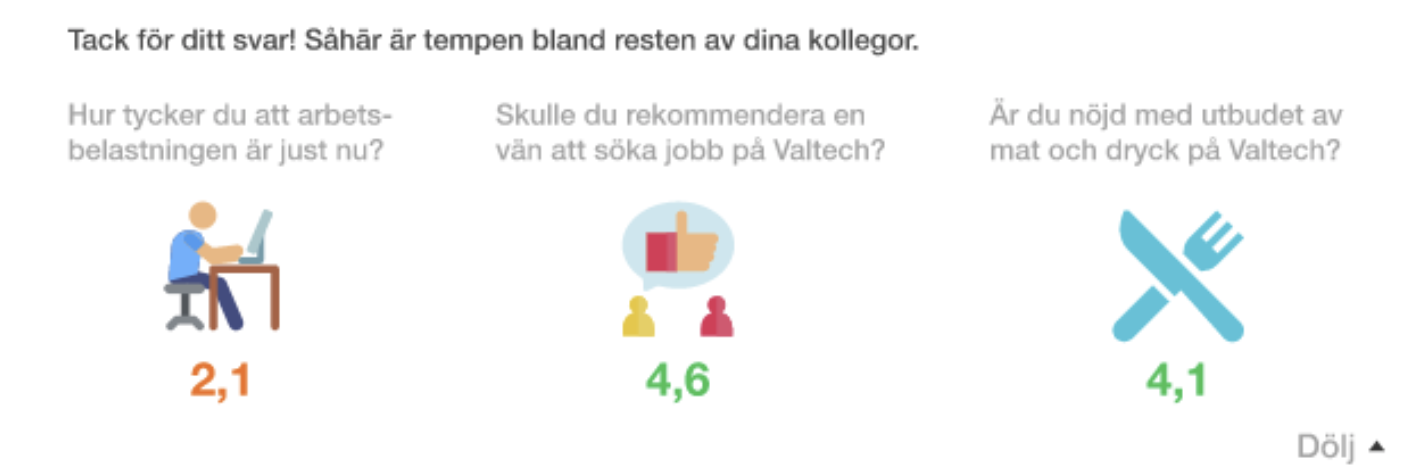 Tack för ditt svar! Såhär är tempen bland resten av dina kollegor.
Hur tycker du att arbets-
belastningen är just nu?
Skulle du rekommendera en
vän att söka jobb på Valtech?
Är du nöjd med utbudet av
mat och dryck på Valtech?
2,1
4,6
4,1
Dölj